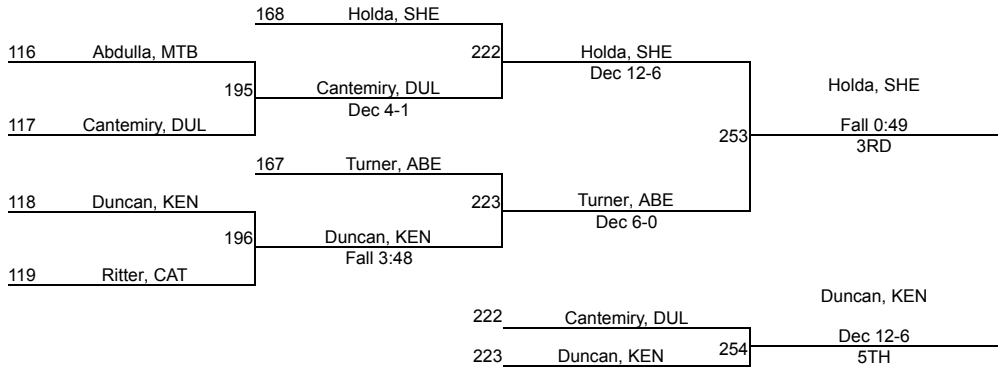 168 Holda, SHE
116 Abdulla, MTB
222 Holda, SHE
Dec 12-6
195 Cantemiry, DUL
Dec 4-1
Holda, SHE
117 Cantemiry, DUL
253 Fall 0:49
3RD
167 Turner, ABE
118 Duncan, KEN
223 Turner, ABE
Dec 6-0
196 Duncan, KEN
Fall 3:48
119 Ritter, CAT
Duncan, KEN
222 Cantemiry, DUL
254 Dec 12-6
5TH
223 Duncan, KEN